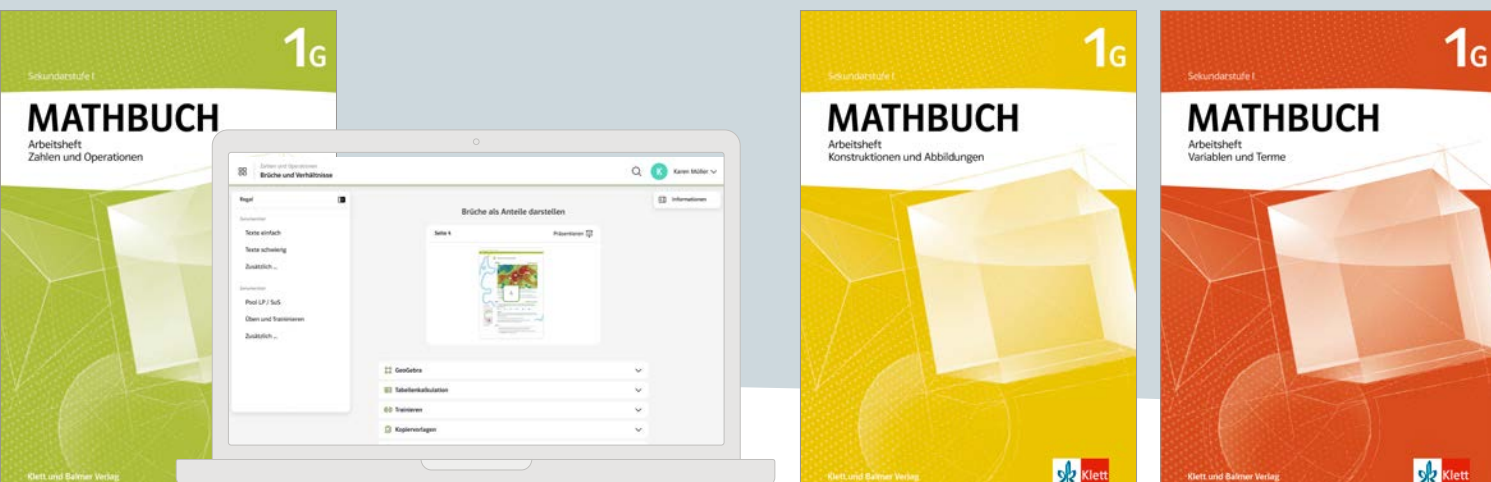 1G
Sekundarstufe I
MATHBUCH
Arbeitsheft
Zahlen und Operationen
Klett und Balmer Verlag
Zahlen und Operationen
Brüche und Verhältnisse
K Karen Müller
Regal
Texte einfach
Texte schwierig
Zusätzlich ...
Pool LP / SuS
Üben und Traininieren
Zusätzlich ...
Informationen
Brüche als Anteile darstellen
Seite 4
Präsentieren
GeoGebra
Tabellenkalkulation
Trainieren
Kopiervorlagen
1G
Sekundarstufe I
MATHBUCH
Arbeitsheft
Konstruktionen und Abbildungen
Klett und Balmer Verlag
Klett
1G
Sekundarstufe I
MATHBUCH
Arbeitsheft
Variablen und Terme
Klett und Balmer Verlag
Klett